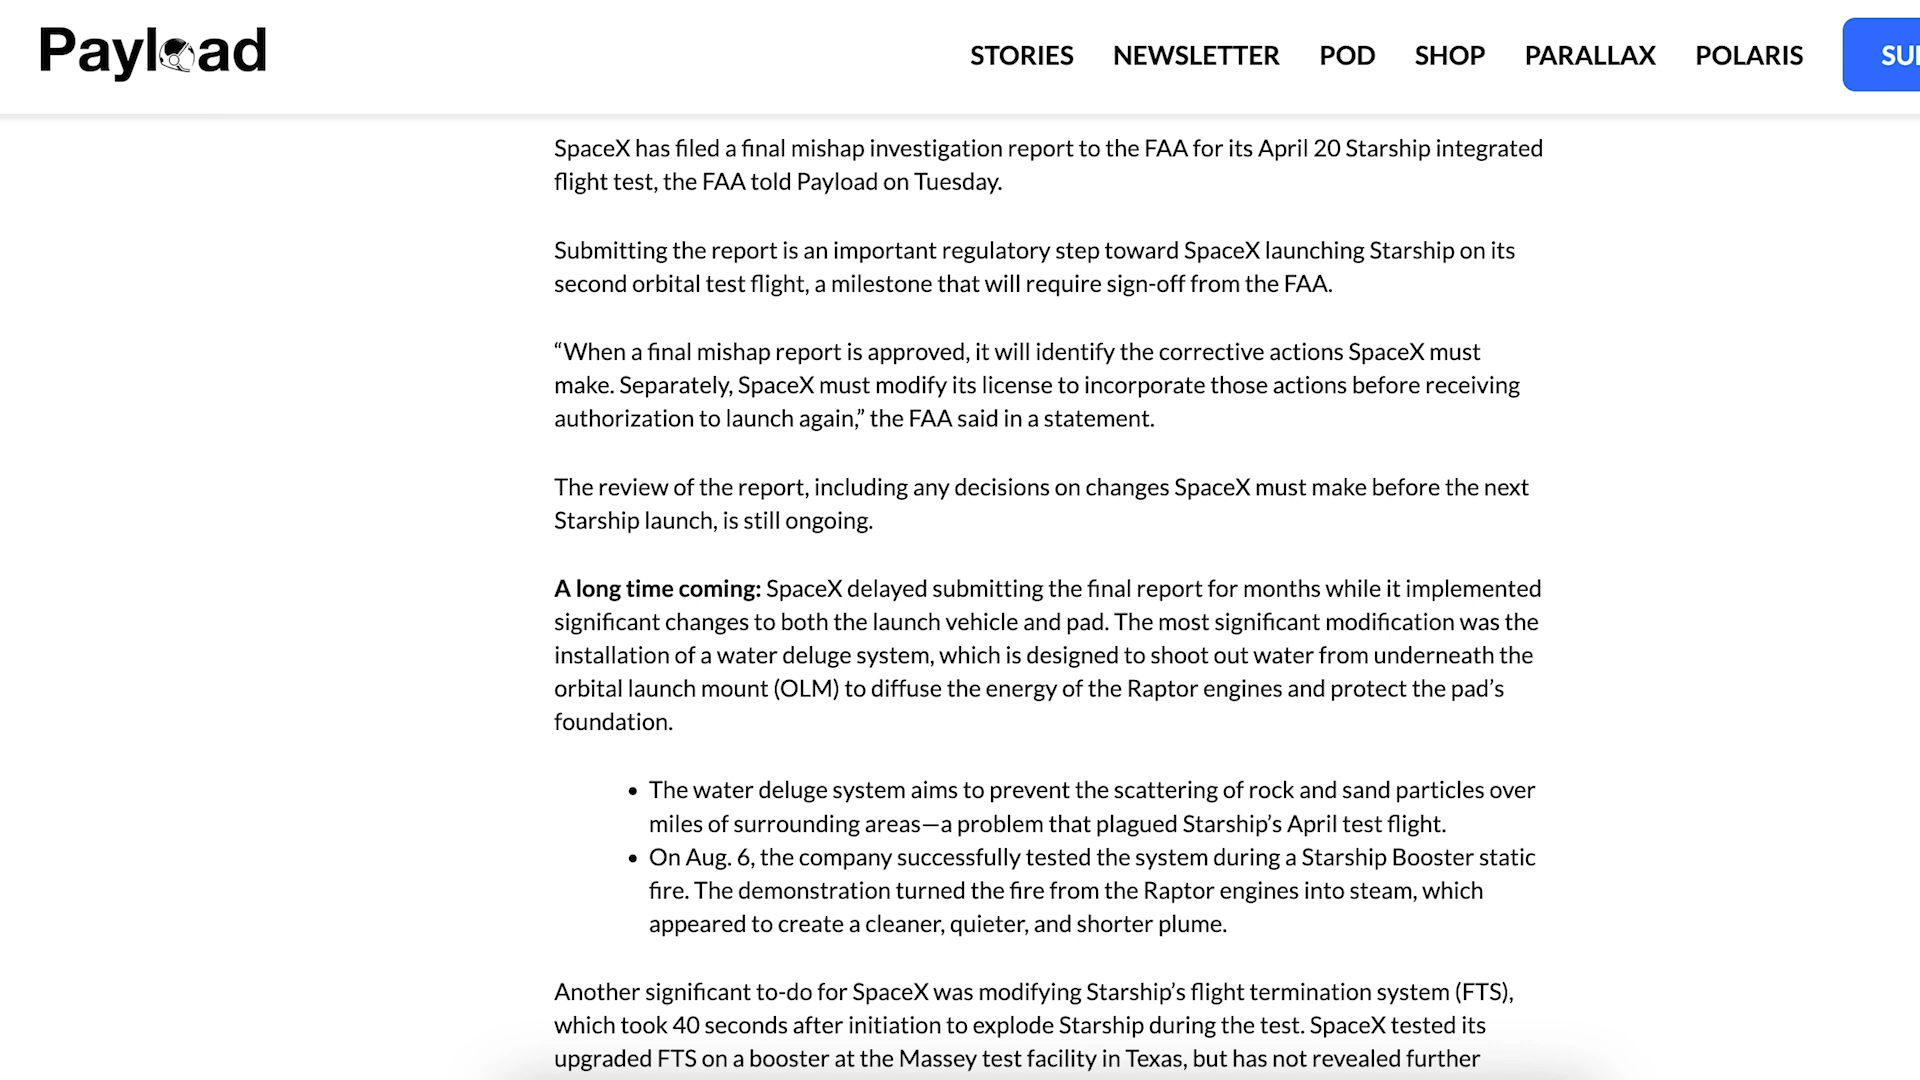 Payload
STORIES NEWSLETTER POD SHOP PARALLAX POLARIS
SpaceX has filed a final mishap investigation report to the FAA for its April 20 Starship integrated
flight test, the FAA told Payload on Tuesday.
Submitting the report is an important regulatory step toward SpaceX launching Starship on its
second orbital test flight, a milestone that will require sign-off from the FAA.
“When a final mishap report is approved, it will identify the corrective actions SpaceX must
make. Separately, SpaceX must modify its license to incorporate those actions before receiving
authorization to launch again,” the FAA said in a statement.
The review of the report, including any decisions on changes SpaceX must make before the next
Starship launch, is still ongoing.
A long time coming: SpaceX delayed submitting the final report for months while it implemented
significant changes to both the launch vehicle and pad. The most significant modification was the
installation of a water deluge system, which is designed to shoot out water from underneath the
orbital launch mount (OLM) to diffuse the energy of the Raptor engines and protect the pad’s
foundation.
• The water deluge system aims to prevent the scattering of rock and sand particles over
miles of surrounding areas—a problem that plagued Starship’s April test flight.
• On Aug. 6, the company successfully tested the system during a Starship Booster static
fire. The demonstration turned the fire from the Raptor engines into steam, which
appeared to create a cleaner, quieter, and shorter plume.
Another significant to-do for SpaceX was modifying Starship’s flight termination system (FTS),
which took 40 seconds after initiation to explode Starship during the test. SpaceX tested its
upgraded FTS on a booster at the Massey test facility in Texas, but has not revealed further